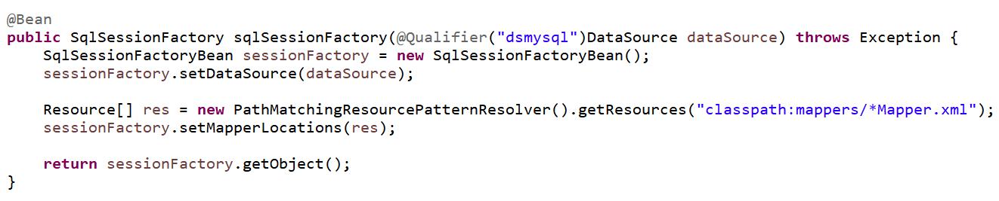 @Bean
public SqlSessionFactory sqlSessionFactory(@Qualifier("dsmysql")DataSource dataSource) throws Exception {
    SqlSessionFactoryBean sessionFactory = new SqlSessionFactoryBean();
    sessionFactory.setDataSource(dataSource);

    Resource[] res = new PathMatchingResourcePatternResolver().getResources("classpath:mappers/*Mapper.xml");
    sessionFactory.setMapperLocations(res);

    return sessionFactory.getObject();
}